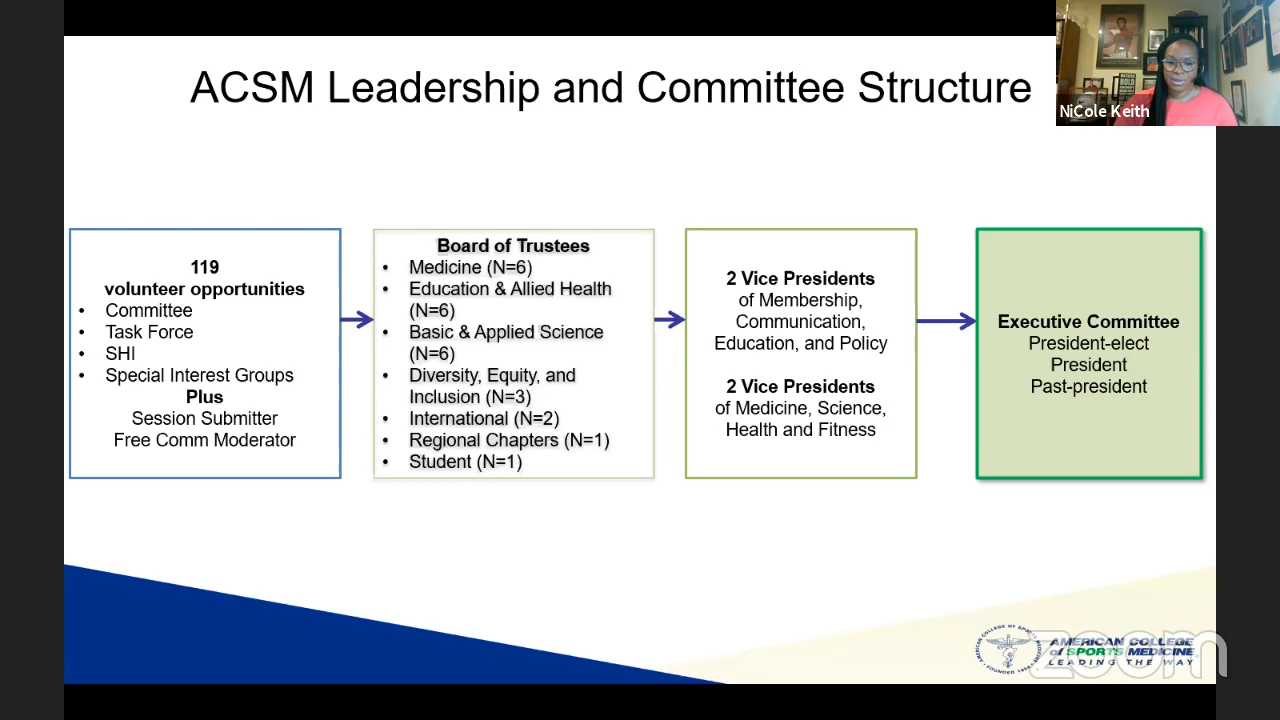 ACSM Leadership and Committee Structure
NiCole Keith
119
volunteer opportunities
• Committee
• Task Force
• SHI
• Special Interest Groups
Plus
Session Submitter
Free Comm Moderator
Board of Trustees
• Medicine (N=6)
• Education & Allied Health
(N=6)
• Basic & Applied Science
(N=6)
• Diversity, Equity, and
Inclusion (N=3)
• International (N=2)
• Regional Chapters (N=1)
• Student (N=1)
2 Vice Presidents
of Membership,
Communication,
Education, and Policy
2 Vice Presidents
of Medicine, Science,
Health and Fitness
Executive Committee
President-elect
President
Past-president
AMERICAN COLLEGE
of SPORTS MEDICINE
LEADING THE WAY
zoom